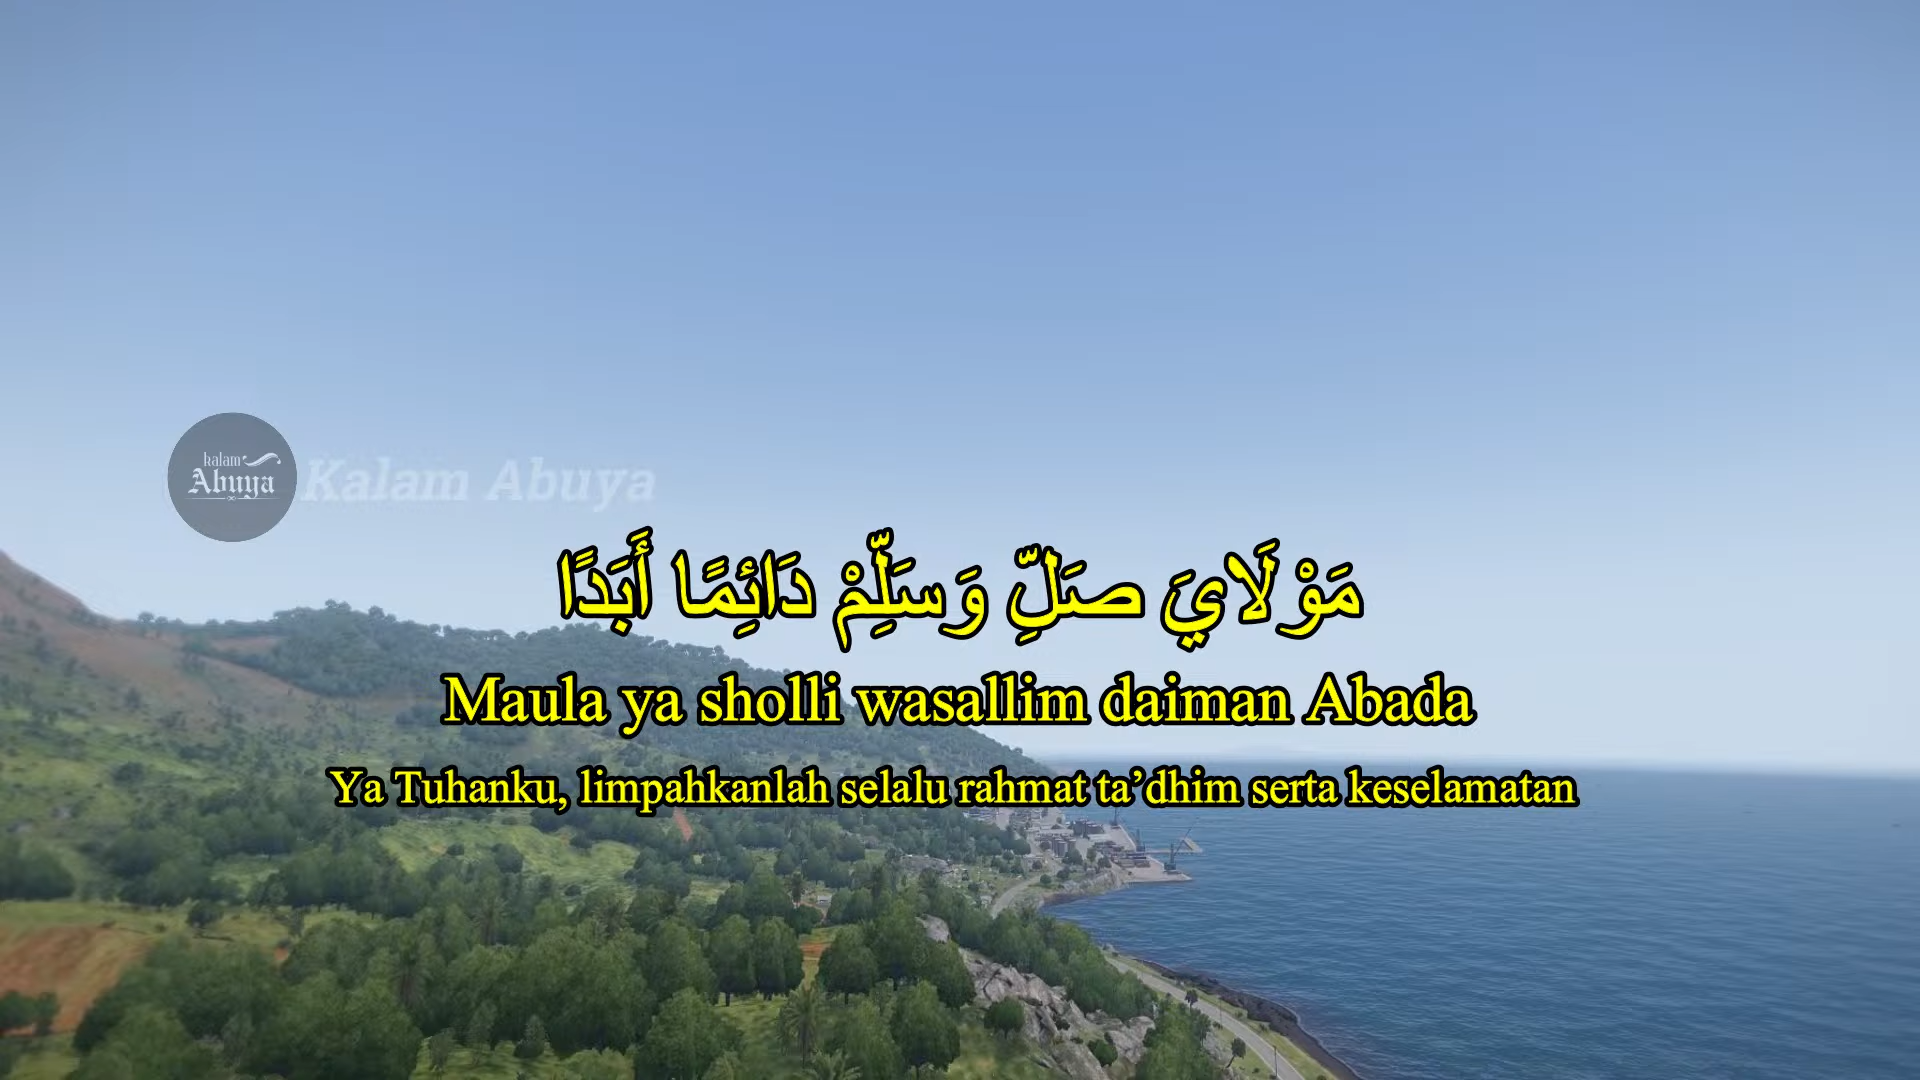 kalam
Abuya
Kalam Abuya
مَوْلَايَ صَلِّ وَسَلِّمْ دَائِمًا أَبَدًا
Maula ya sholli wasallim daiman Abada
Ya Tuhanku, limpahkanlah selalu rahmat ta’dhim serta keselamatan